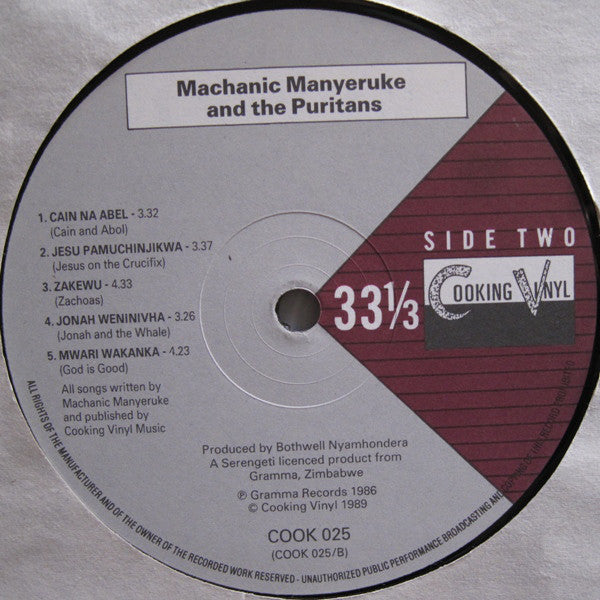 Machanic Manyeruke
and the Puritans
1. CAIN NA ABEL - 3.32
(Cain and Abol)
2. JESU PAMUCHINJIKWA - 3.37
(Jesus on the Crucifix)
3. ZAKEWU - 4.33
(Zachoas)
4. JONAH WENINIVHA - 3.26
(Jonah and the Whale)
5. MWARI WAKANKA - 4.23
(God is Good)
All songs written by
Machanic Manyeruke
and published by
Cooking Vinyl Music
SIDE TWO
33 1/3
COOKING VINYL
Produced by Bothwell Nyamhondera
A Serengeti licenced product from
Gramma, Zimbabwe
℗ Gramma Records 1986
© Cooking Vinyl 1989
COOK 025
(COOK 025/B)
ALL RIGHTS OF THE MANUFACTURER AND OF THE OWNER OF THE RECORDED WORK RESERVED - UNAUTHORIZED PUBLIC PERFORMANCE BROADCASTING AND COPYING OF THIS RECORD PROHIBITED